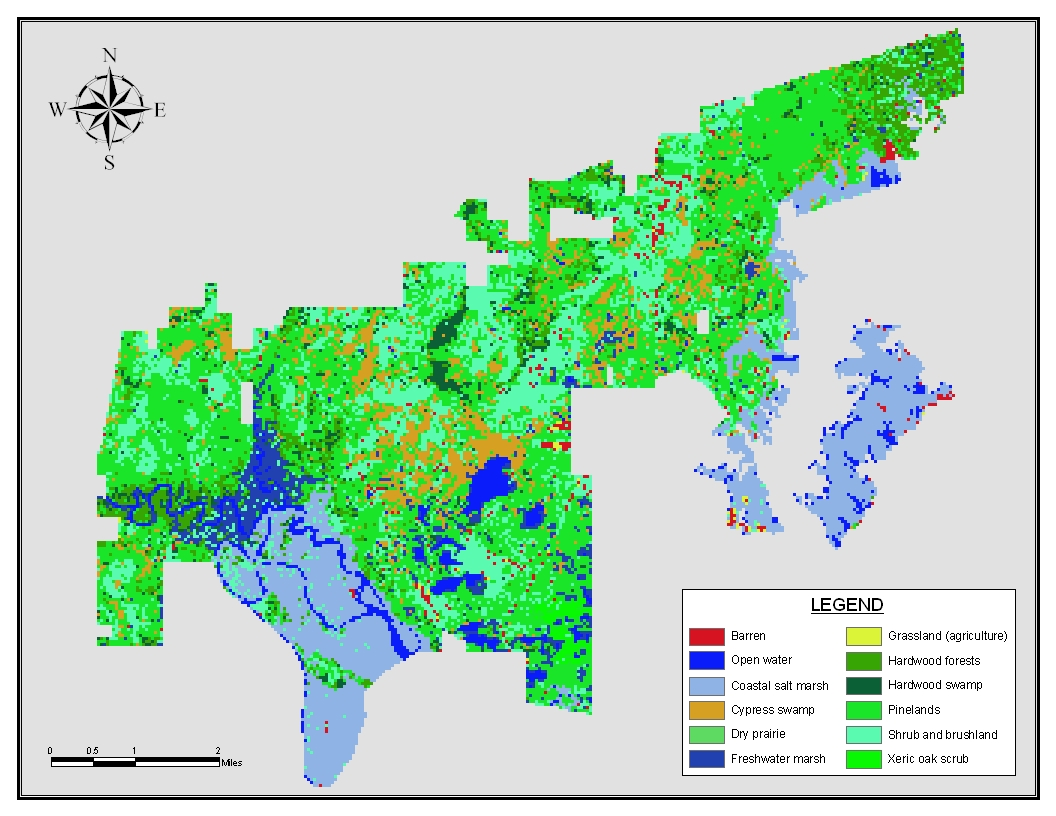 N
W E
S
LEGEND
Barren
Open water
Coastal salt marsh
Cypress swamp
Dry prairie
Freshwater marsh
Grassland (agriculture)
Hardwood forests
Hardwood swamp
Pinelands
Shrub and brushland
Xeric oak scrub
0 0.5 1 2
Miles